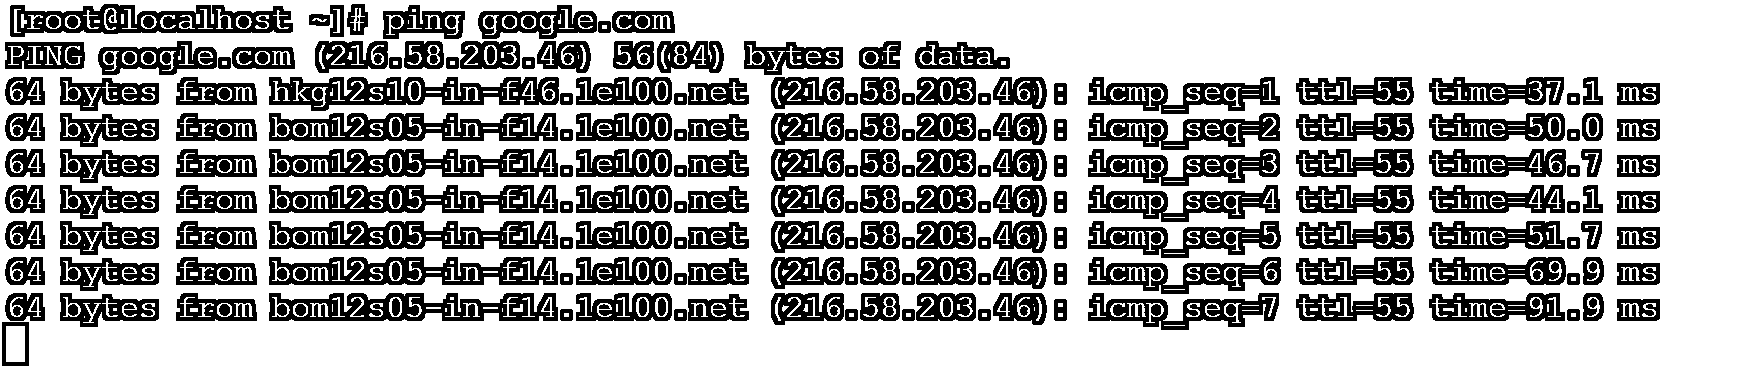 [root@localhost ~]# ping google.com
PING google.com (216.58.203.46) 56(84) bytes of data.
64 bytes from hkg12s10-in-f46.1e100.net (216.58.203.46): icmp_seq=1 ttl=55 time=37.1 ms
64 bytes from bom12s05-in-f14.1e100.net (216.58.203.46): icmp_seq=2 ttl=55 time=50.0 ms
64 bytes from bom12s05-in-f14.1e100.net (216.58.203.46): icmp_seq=3 ttl=55 time=46.7 ms
64 bytes from bom12s05-in-f14.1e100.net (216.58.203.46): icmp_seq=4 ttl=55 time=44.1 ms
64 bytes from bom12s05-in-f14.1e100.net (216.58.203.46): icmp_seq=5 ttl=55 time=51.7 ms
64 bytes from bom12s05-in-f14.1e100.net (216.58.203.46): icmp_seq=6 ttl=55 time=69.9 ms
64 bytes from bom12s05-in-f14.1e100.net (216.58.203.46): icmp_seq=7 ttl=55 time=91.9 ms